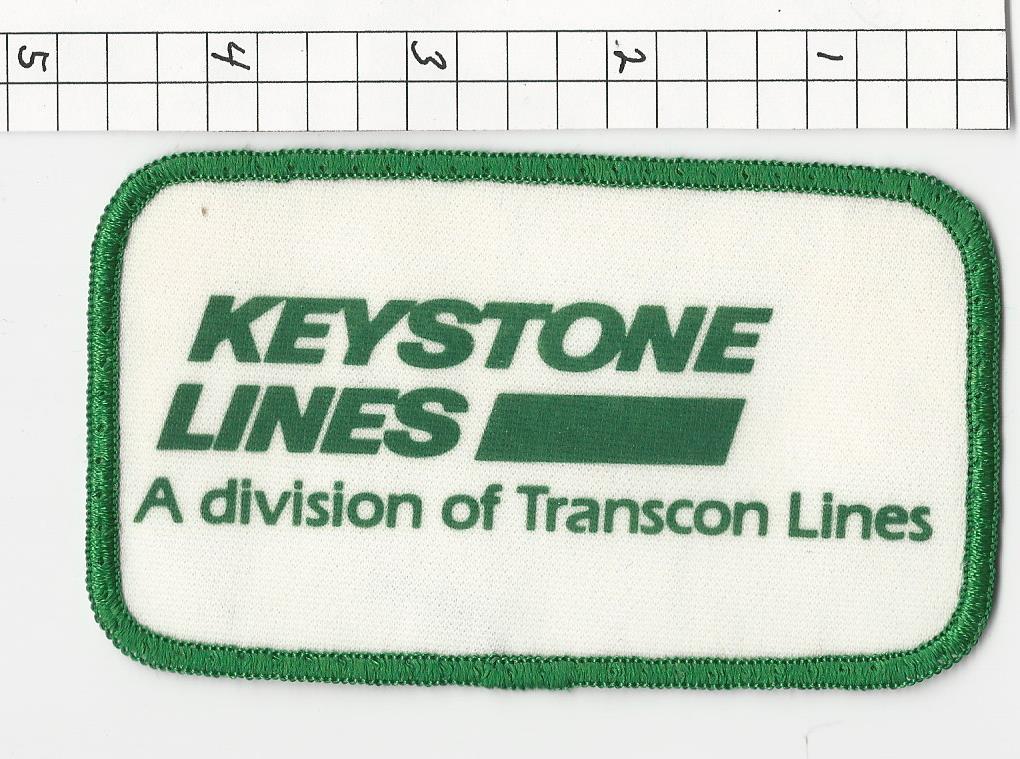 5 4 3 2 1
KEYSTONE
LINES
A division of Transcon Lines